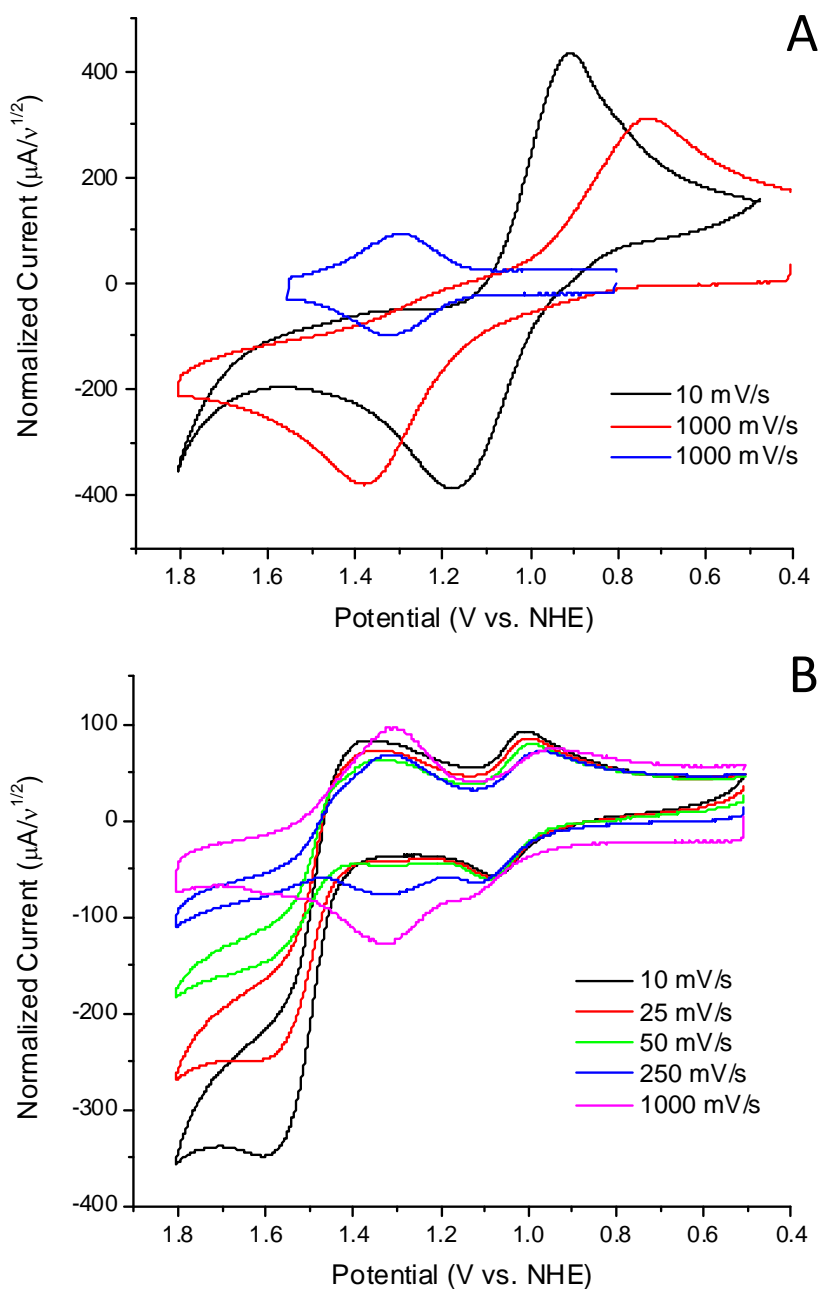 A
400
200
0
-200
-400
Normalized Current (μA/ν^1/2)
10 mV/s
1000 mV/s
1000 mV/s
1.8 1.6 1.4 1.2 1.0 0.8 0.6 0.4
Potential (V vs. NHE)
B
100
0
-100
-200
-300
-400
Normalized Current (μA/ν^1/2)
10 mV/s
25 mV/s
50 mV/s
250 mV/s
1000 mV/s
1.8 1.6 1.4 1.2 1.0 0.8 0.6 0.4
Potential (V vs. NHE)